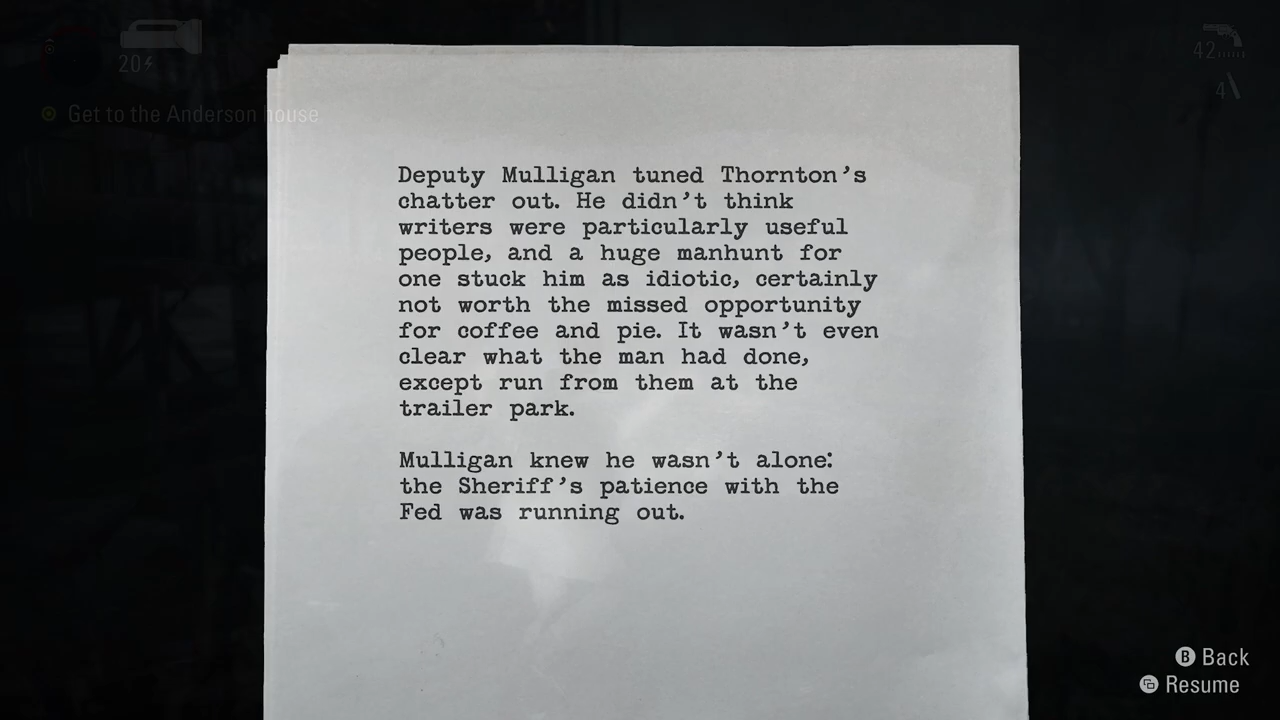 20
42
4
Get to the Anderson house
Deputy Mulligan tuned Thornton's
chatter out. He didn't think
writers were particularly useful
people, and a huge manhunt for
one stuck him as idiotic, certainly
not worth the missed opportunity
for coffee and pie. It wasn't even
clear what the man had done,
except run from them at the
trailer park.
Mulligan knew he wasn't alone:
the Sheriff's patience with the
Fed was running out.
B Back
Resume